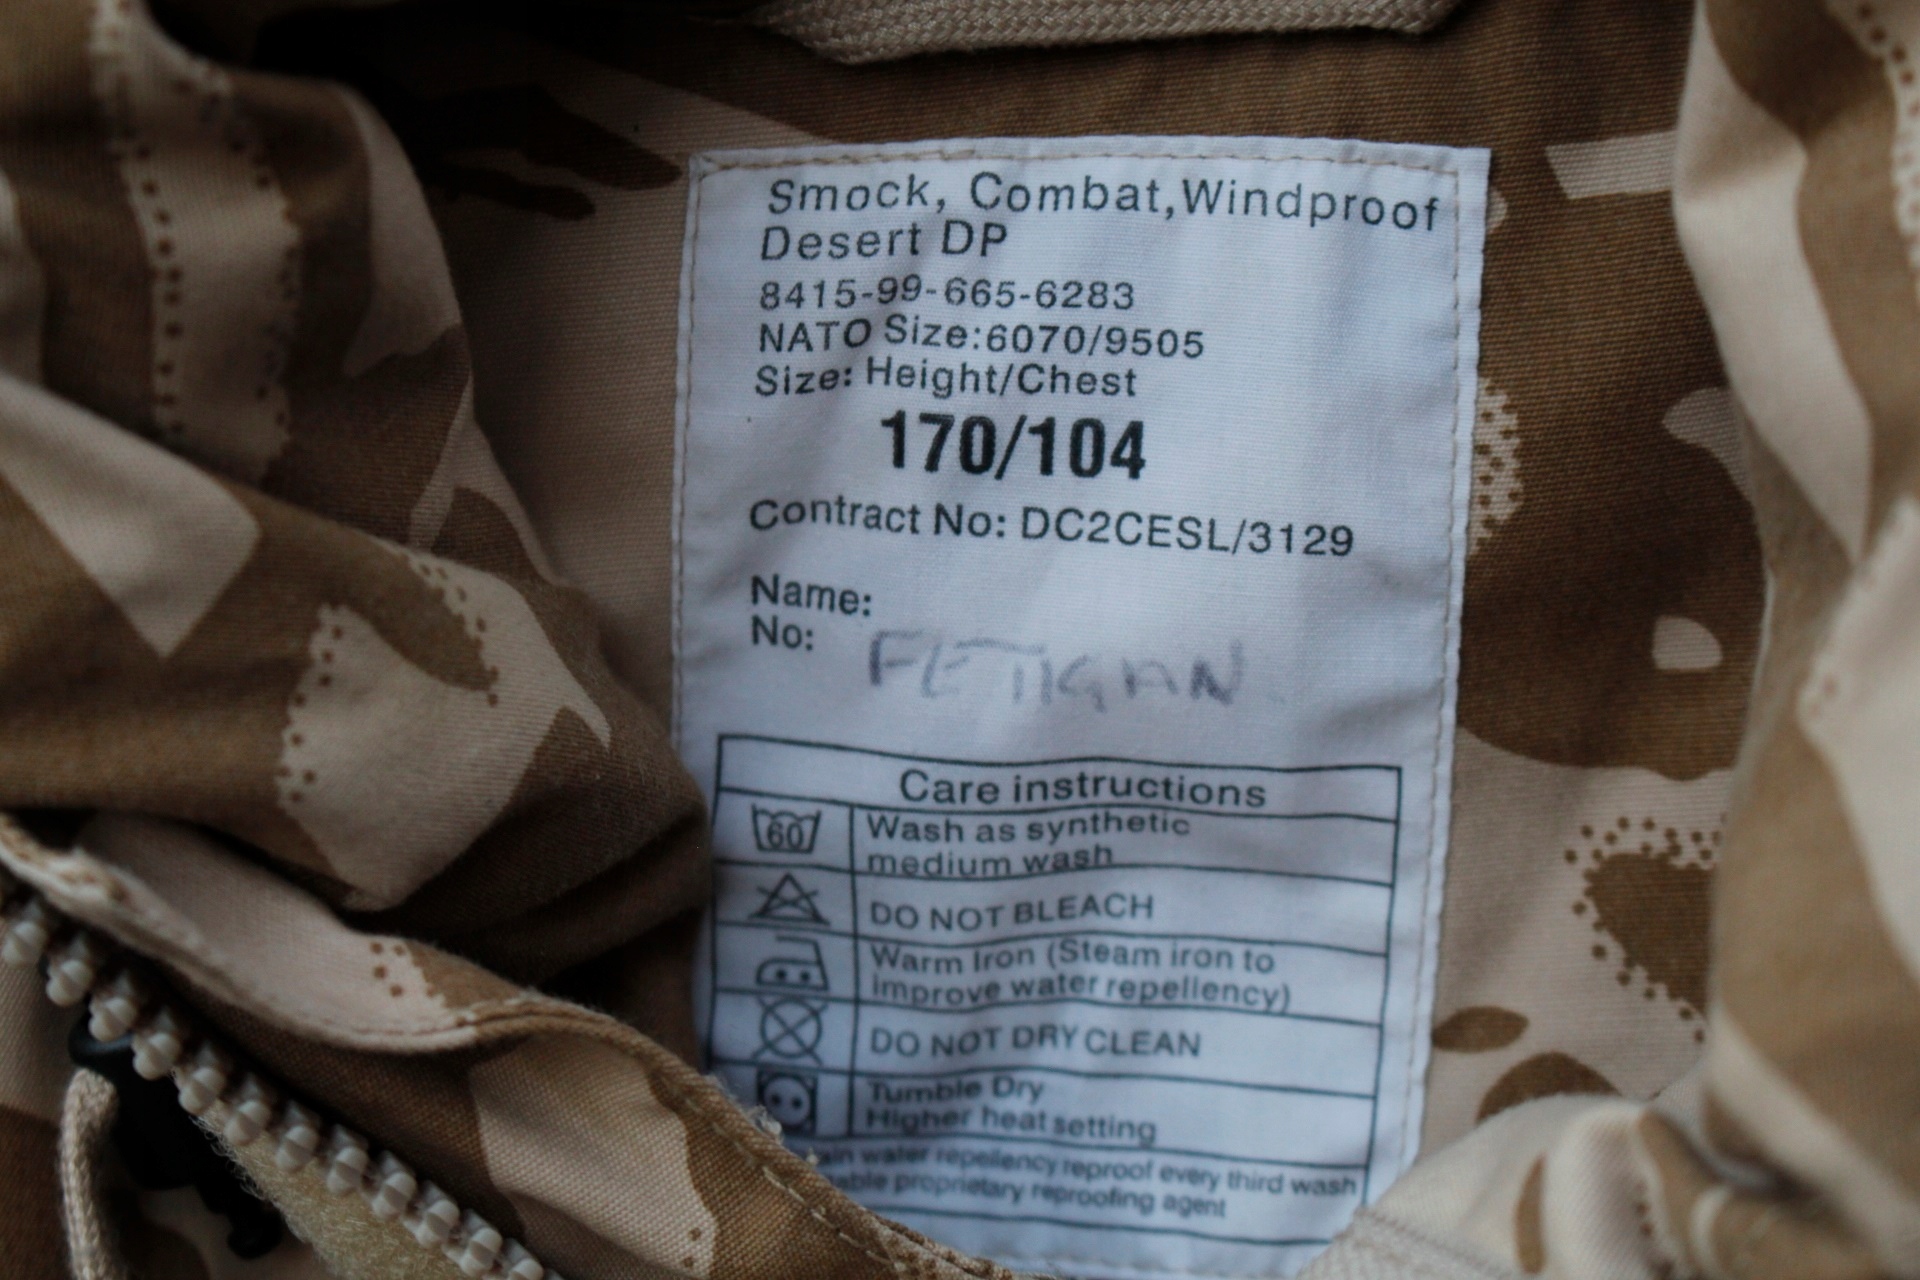 Smock, Combat,Windproof
Desert DP
8415-99-665-6283
NATO Size:6070/9505
Size: Height/Chest
170/104
Contract No: DC2CESL/3129
Name:
No:
Care instructions
60
Wash as synthetic
medium wash
DO NOT BLEACH
Warm Iron (Steam iron to
improve water repellency)
DO NOT DRY CLEAN
Tumble Dry
Higher heat setting
water repellency reproof every third wash
proprietary reproofing agent